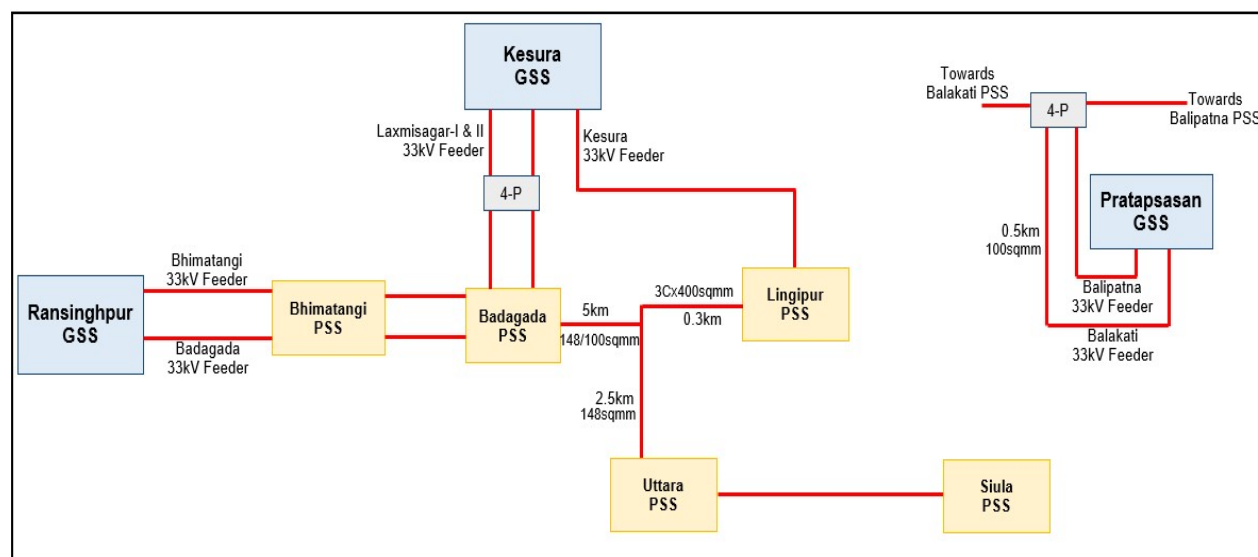 Kesura
GSS
Laxmisagar-I & II
33kV Feeder
Kesura
33kV Feeder
4-P
Towards
Balakati PSS
4-P
Towards
Balipatna PSS
Pratapsasan
GSS
0.5km
100sqmm
Balipatna
33kV Feeder
Balakati
33kV Feeder
Ransinghpur
GSS
Bhimatangi
33kV Feeder
Badagada
33kV Feeder
Bhimatangi
PSS
Badagada
PSS
5km
148/100sqmm
3Cx400sqmm
0.3km
Lingipur
PSS
2.5km
148sqmm
Uttara
PSS
Siula
PSS